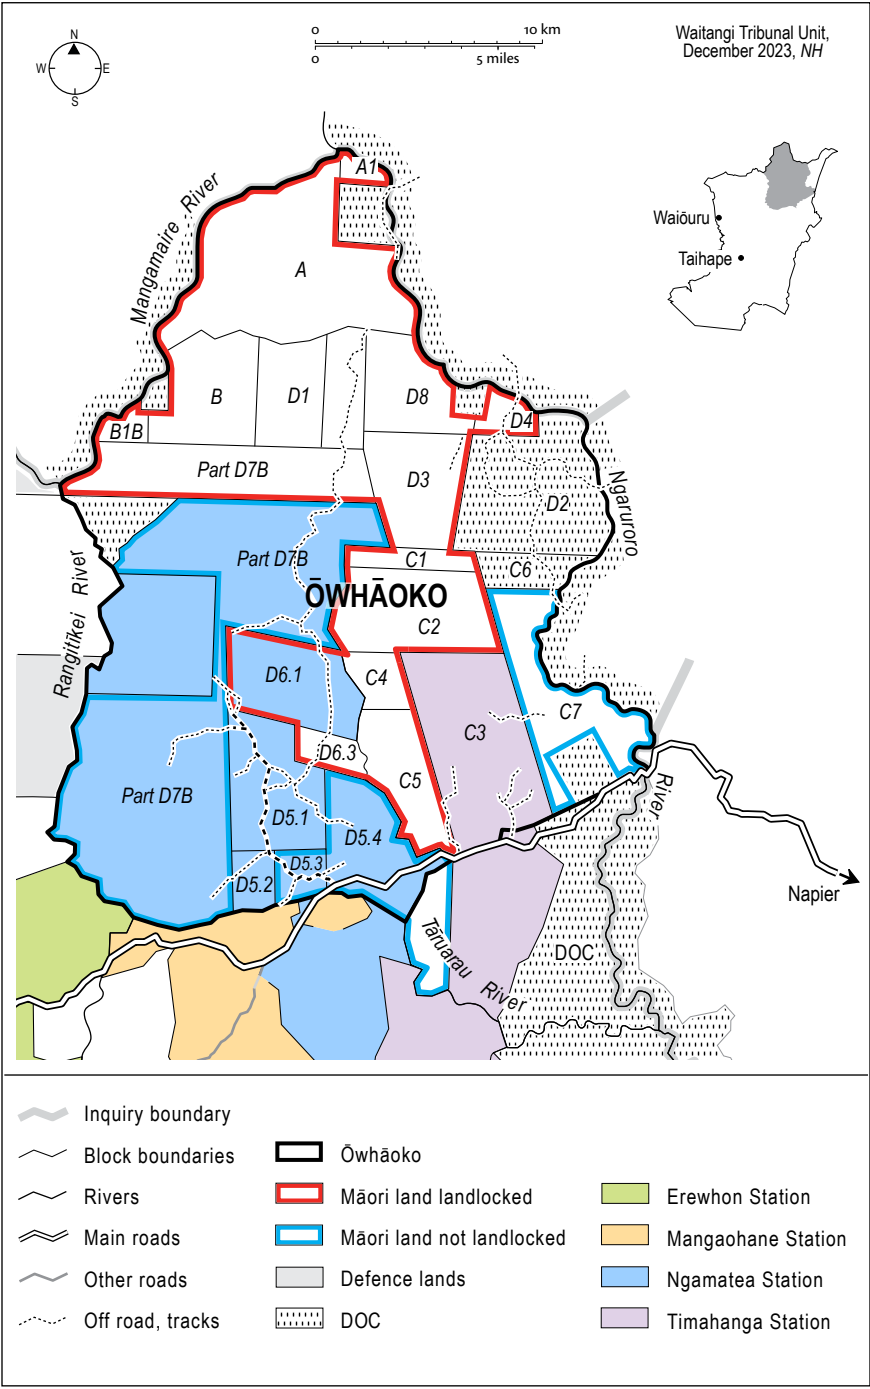 N
W E
S
0 10 km
0 5 miles
Waitangi Tribunal Unit,
December 2023, NH
Waiōuru
Taihape
Mangamaire River
A1
A
B
D1
D8
D4
B1B
Part D7B
D3
D2
Ngaruroro
Part D7B
C1
C6
ŌWHĀOKO
C2
Rangitikei River
D6.1
C4
C7
C3
D6.3
Part D7B
C5
River
D5.1
D5.4
D5.3
D5.2
Napier
Tāruarau River
DOC
Inquiry boundary
Block boundaries
Rivers
Main roads
Other roads
Off road, tracks
Ōwhāoko
Māori land landlocked
Māori land not landlocked
Defence lands
DOC
Erewhon Station
Mangaohane Station
Ngamatea Station
Timahanga Station